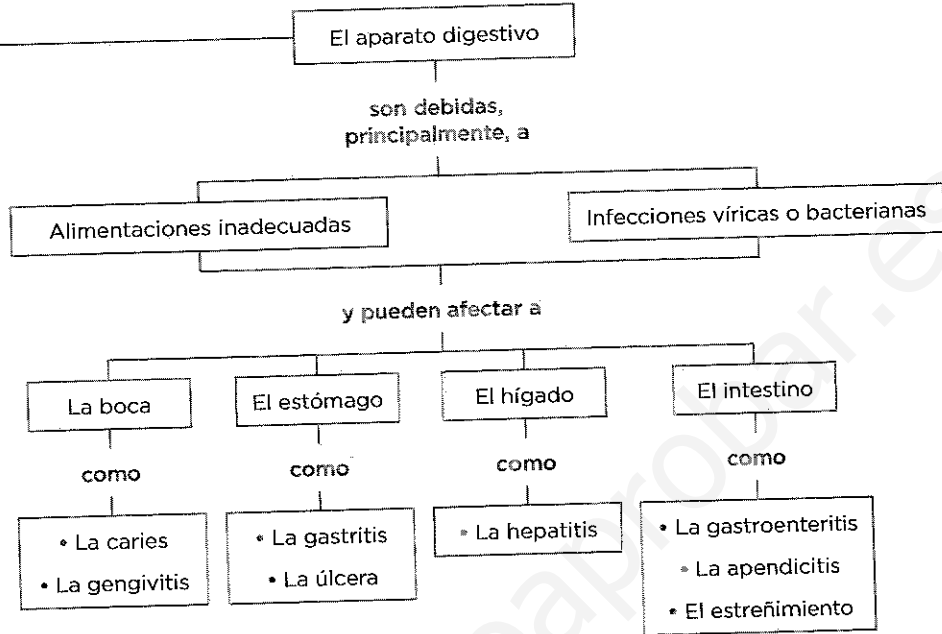 El aparato digestivo
son debidas,
principalmente, a
Alimentaciones inadecuadas
Infecciones víricas o bacterianas
y pueden afectar a
La boca
El estómago
El hígado
El intestino
como
como
como
como
• La caries
• La gengivitis
• La gastritis
• La úlcera
• La hepatitis
• La gastroenteritis
• La apendicitis
• El estreñimiento
aprobar.es